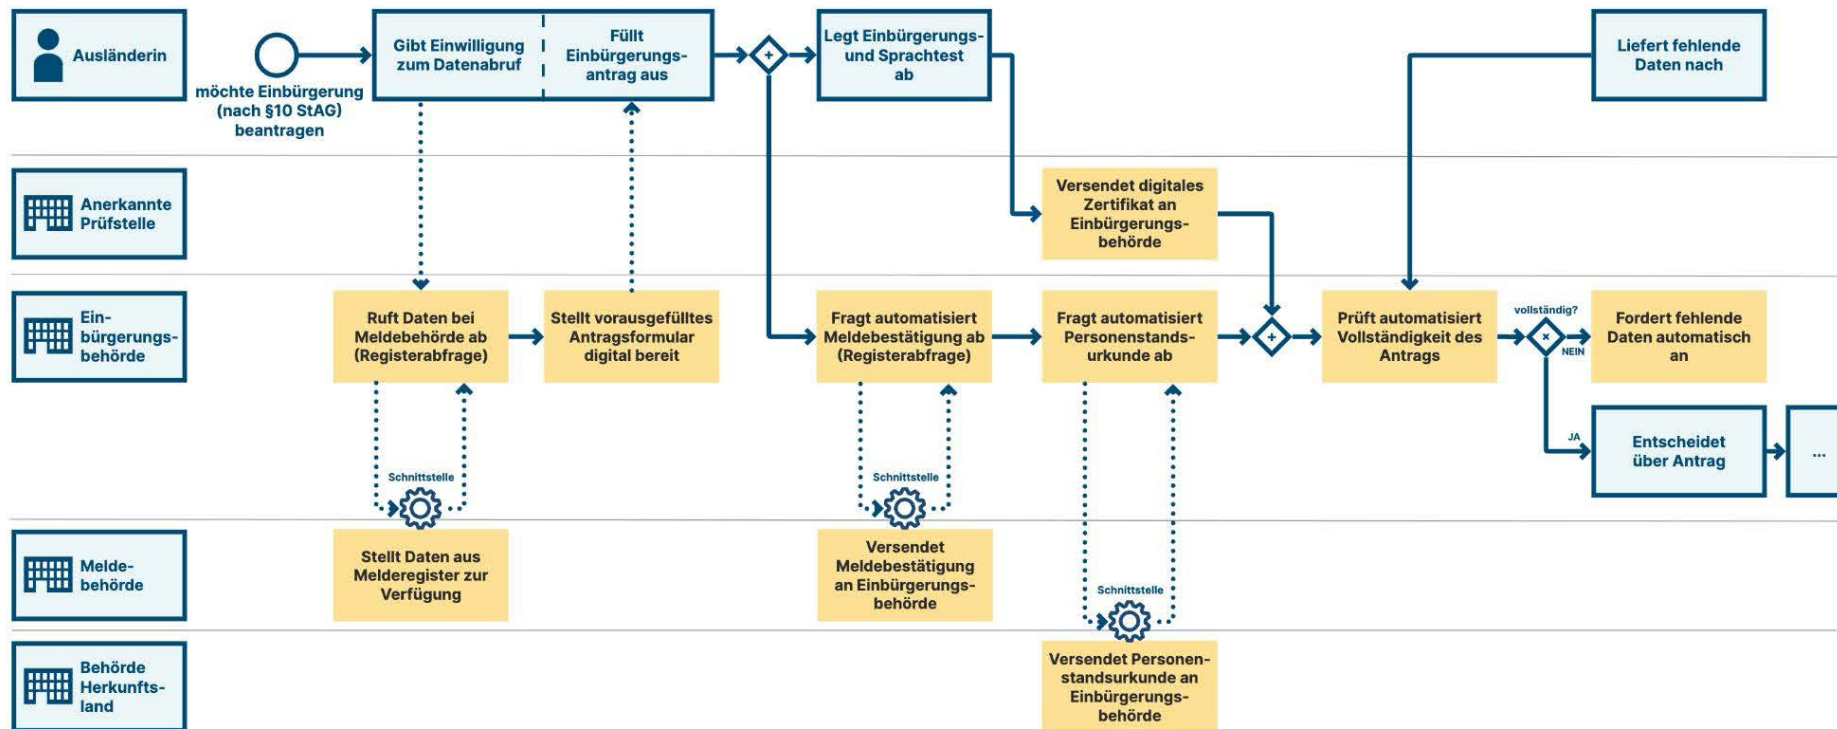 Ausländerin
möchte Einbürgerung
(nach §10 StAG)
beantragen
Gibt Einwilligung
zum Datenabruf
Füllt
Einbürgerungs-
antrag aus
+
Legt Einbürgerungs-
und Sprachtest
ab
Liefert fehlende
Daten nach
Anerkannte
Prüfstelle
Versendet digitales
Zertifikat an
Einbürgerungs-
behörde
Ein-
bürgerungs-
behörde
Ruft Daten bei
Meldebehörde ab
(Registerabfrage)
Stellt vorausgefülltes
Antragsformular
digital bereit
Fragt automatisiert
Meldebestätigung ab
(Registerabfrage)
Fragt automatisiert
Personenstands-
urkunde ab
+
Prüft automatisiert
Vollständigkeit des
Antrags
vollständig?
×
NEIN
Fordert fehlende
Daten automatisch
an
JA
Entscheidet
über Antrag
...
Schnittstelle
Schnittstelle
Melde-
behörde
Stellt Daten aus
Melderegister zur
Verfügung
Versendet
Meldebestätigung
an Einbürgerungs-
behörde
Schnittstelle
Behörde
Herkunfts-
land
Versendet Personen-
standsurkunde an
Einbürgerungs-
behörde